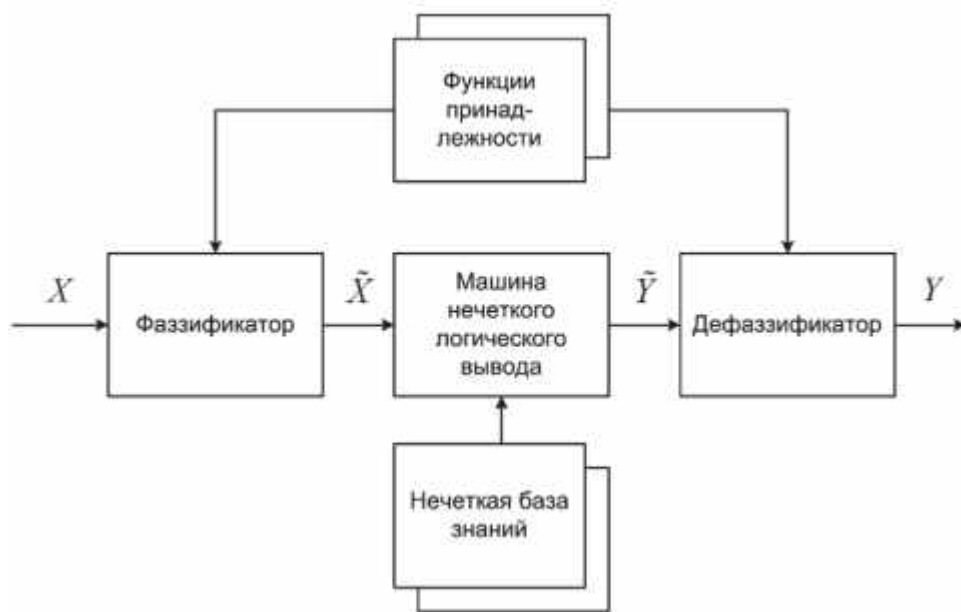 Функции
принад-
лежности
X
Фаззификатор
X̃
Машина
нечеткого
логического
вывода
Ỹ
Дефаззификатор
Y
Нечеткая база
знаний